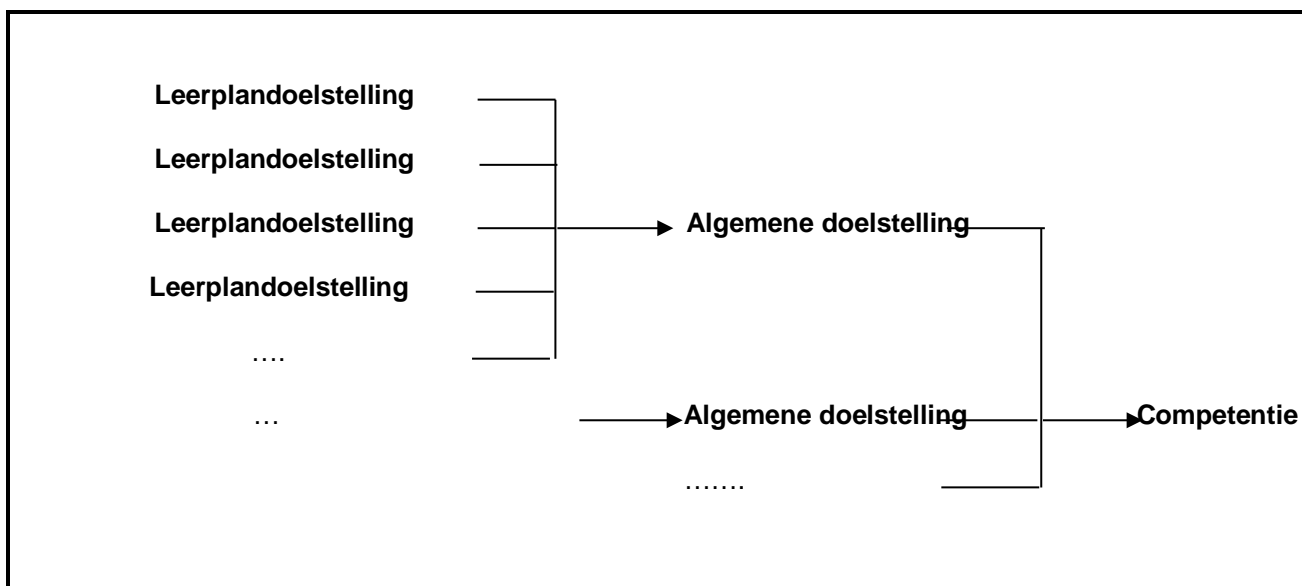 Leerplandoelstelling
Leerplandoelstelling
Leerplandoelstelling Algemene doelstelling
Leerplandoelstelling
….
… Algemene doelstelling Competentie
…….